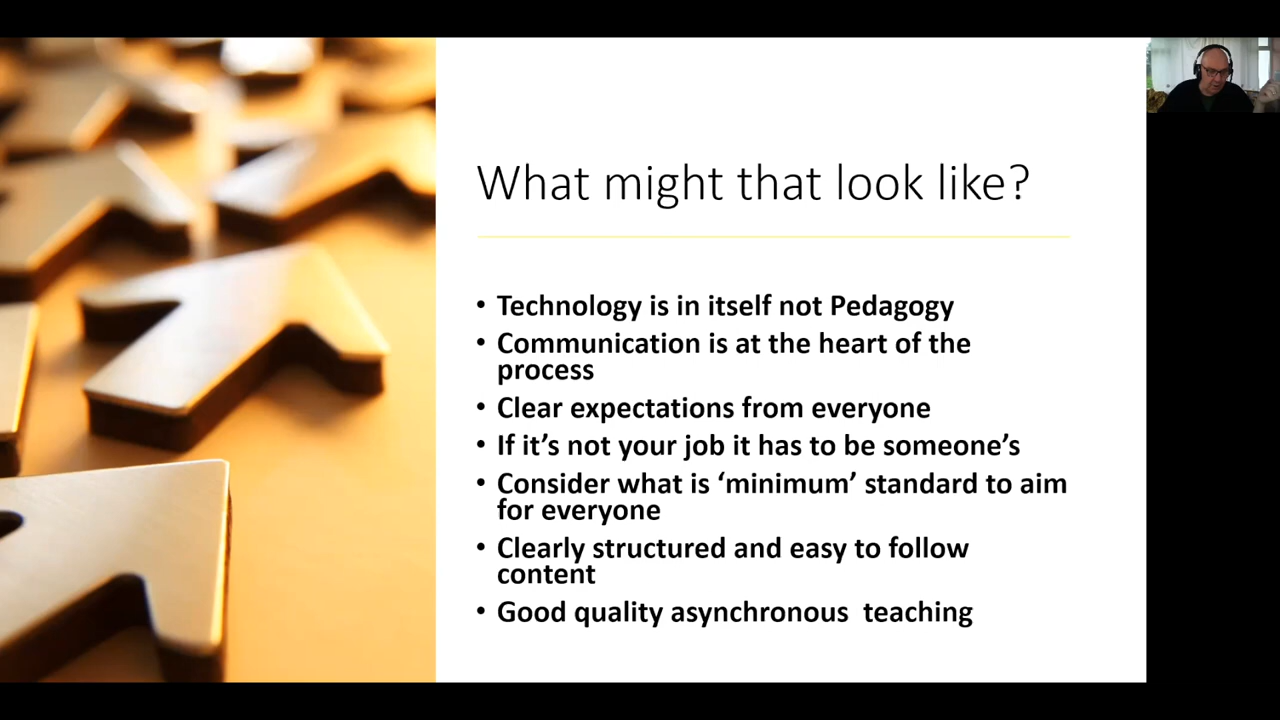 What might that look like?
• Technology is in itself not Pedagogy
• Communication is at the heart of the
process
• Clear expectations from everyone
• If it’s not your job it has to be someone’s
• Consider what is ‘minimum’ standard to aim
for everyone
• Clearly structured and easy to follow
content
• Good quality asynchronous  teaching